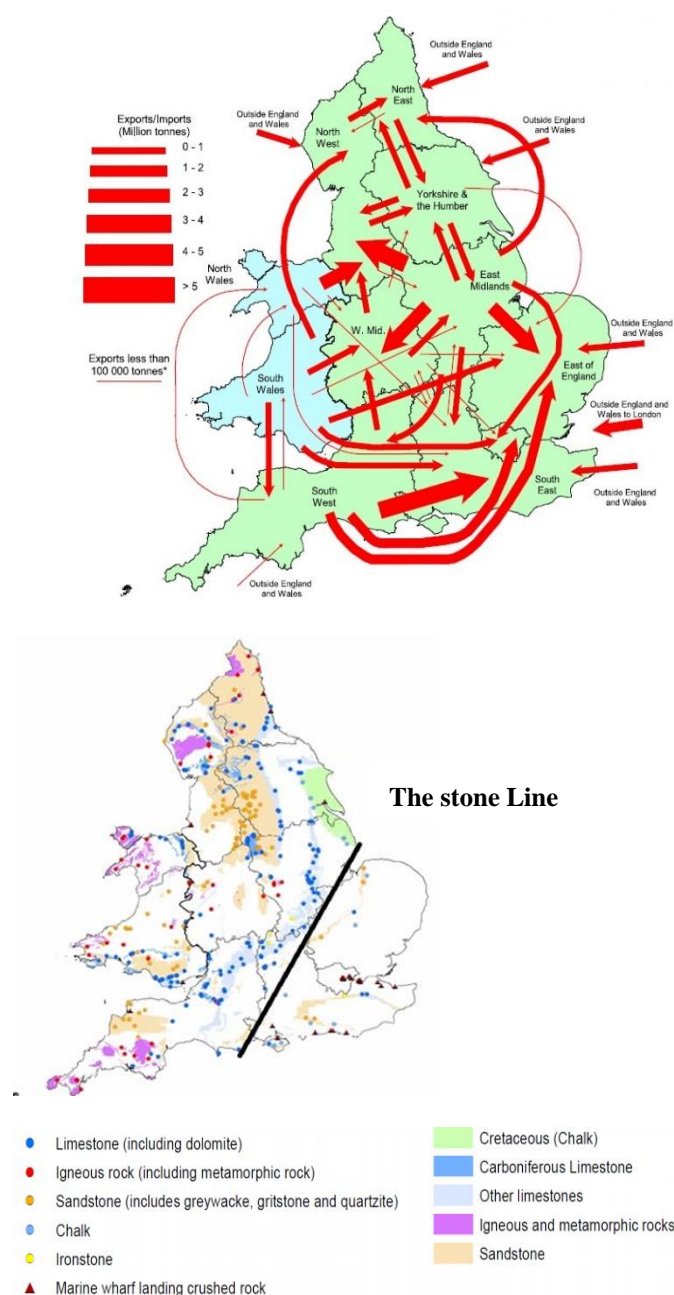 Outside England
and Wales
North
East
Exports/Imports
(Million tonnes)
0 - 1
1 - 2
2 - 3
3 - 4
4 - 5
> 5
Outside England
and Wales
North
West
Outside England
and Wales
Yorkshire &
the Humber
North
Wales
East
Midlands
W. Mid.
Outside England
and Wales
Exports less than
100 000 tonnes*
South
Wales
East of
England
Outside England and
Wales to London
South
West
South
East
Outside England
and Wales
Outside England
and Wales
The stone Line
Limestone (including dolomite)
Igneous rock (including metamorphic rock)
Sandstone (includes greywacke, gritstone and quartzite)
Chalk
Ironstone
Marine wharf landing crushed rock
Cretaceous (Chalk)
Carboniferous Limestone
Other limestones
Igneous and metamorphic rocks
Sandstone